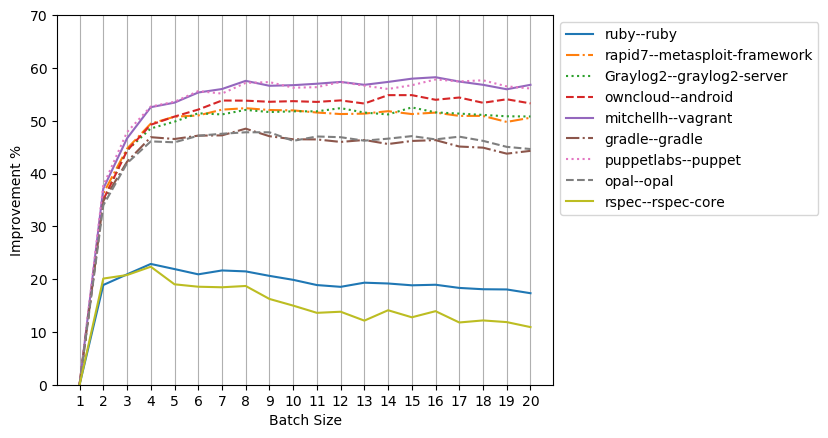 70
60
50
40
30
20
10
0
Improvement %
1 2 3 4 5 6 7 8 9 10 11 12 13 14 15 16 17 18 19 20
Batch Size
ruby--ruby
rapid7--metasploit-framework
Graylog2--graylog2-server
owncloud--android
mitchellh--vagrant
gradle--gradle
puppetlabs--puppet
opal--opal
rspec--rspec-core